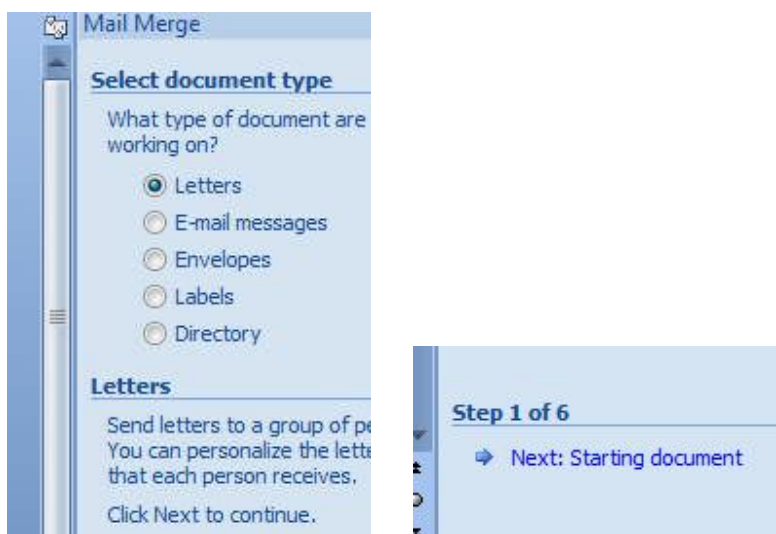 Mail Merge
Select document type
What type of document are
working on?
Letters
E-mail messages
Envelopes
Labels
Directory
Letters
Send letters to a group of pe
You can personalize the lette
that each person receives.
Click Next to continue.
Step 1 of 6
Next: Starting document